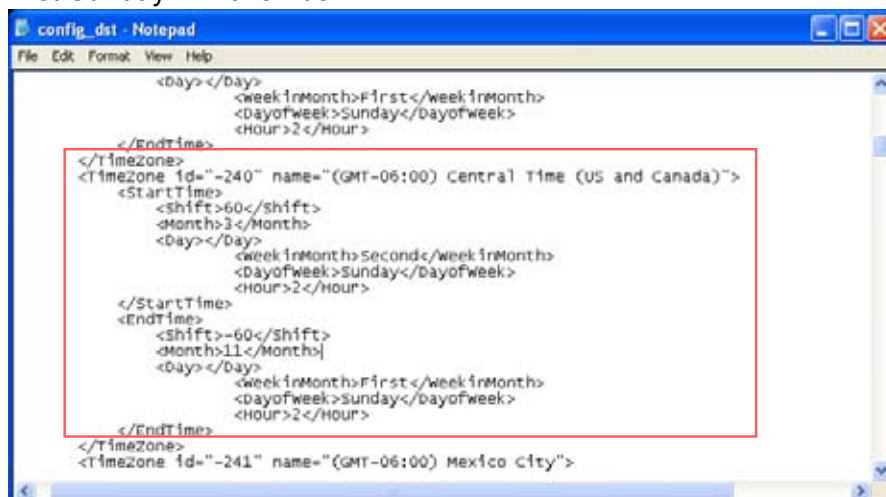 config_dst - Notepad
File Edit Format View Help
<Day></Day>
<WeekinMonth>First</WeekinMonth>
<DayofWeek>Sunday</DayofWeek>
<Hour>2</Hour>
</EndTime>
</TimeZone>
<TimeZone id="-240" name="(GMT-06:00) Central Time (US and Canada)">
<StartTime>
<Shift>60</Shift>
<Month>3</Month>
<Day></Day>
<WeekinMonth>Second</WeekinMonth>
<DayofWeek>Sunday</DayofWeek>
<Hour>2</Hour>
</StartTime>
<EndTime>
<Shift>-60</Shift>
<Month>11</Month>
<Day></Day>
<WeekinMonth>First</WeekinMonth>
<DayofWeek>Sunday</DayofWeek>
<Hour>2</Hour>
</EndTime>
</TimeZone>
<TimeZone id="-241" name="(GMT-06:00) Mexico City">